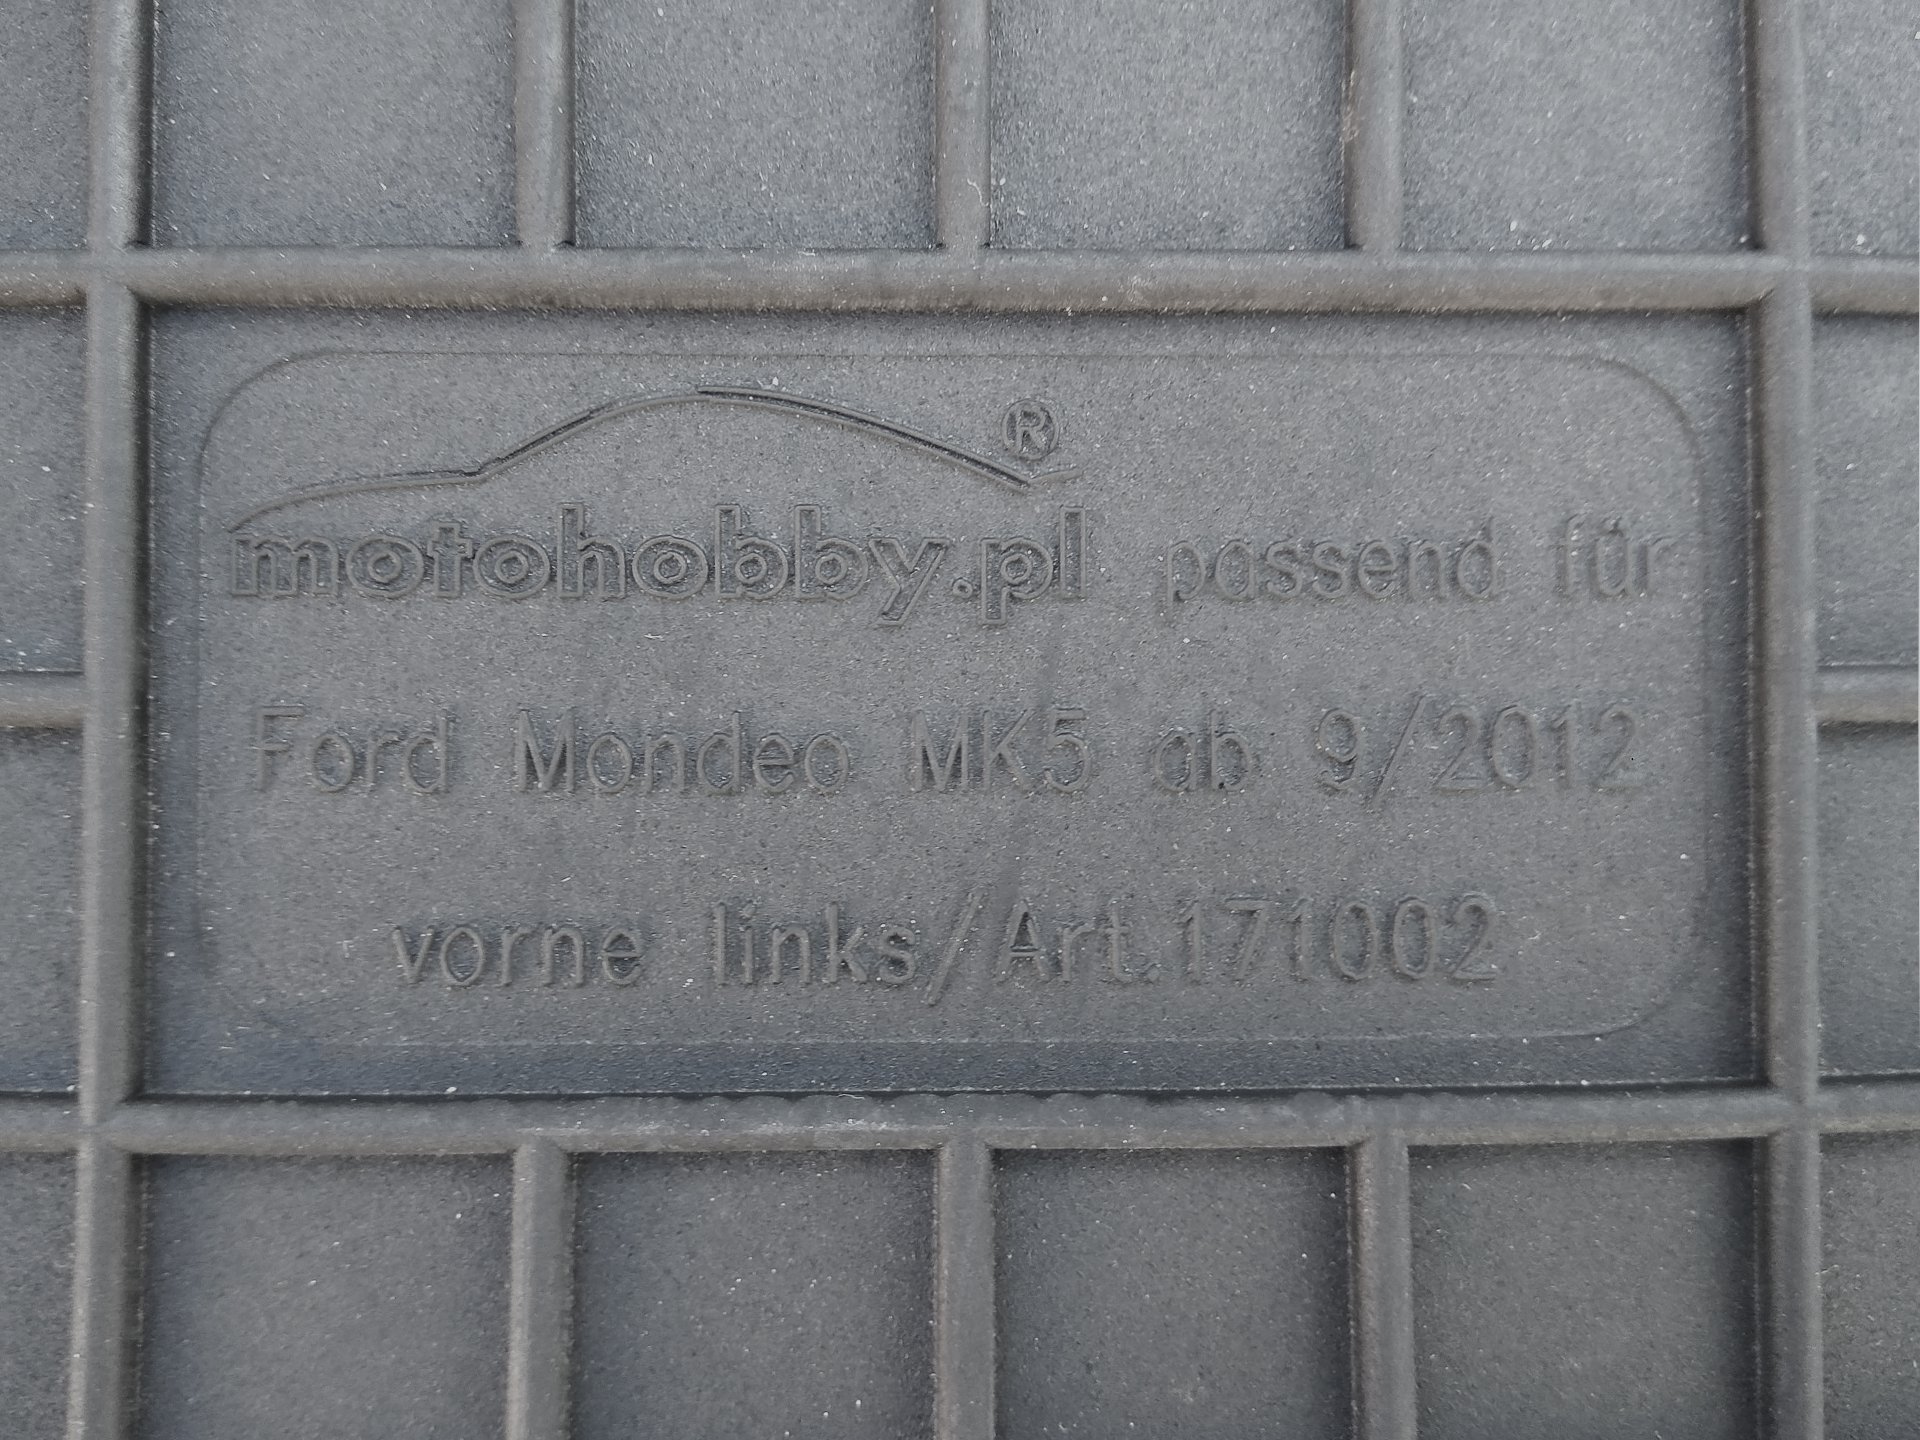 motohobby.pl® passend für
Ford Mondeo MK5 ab 9/2012
vorne links/Art.171002